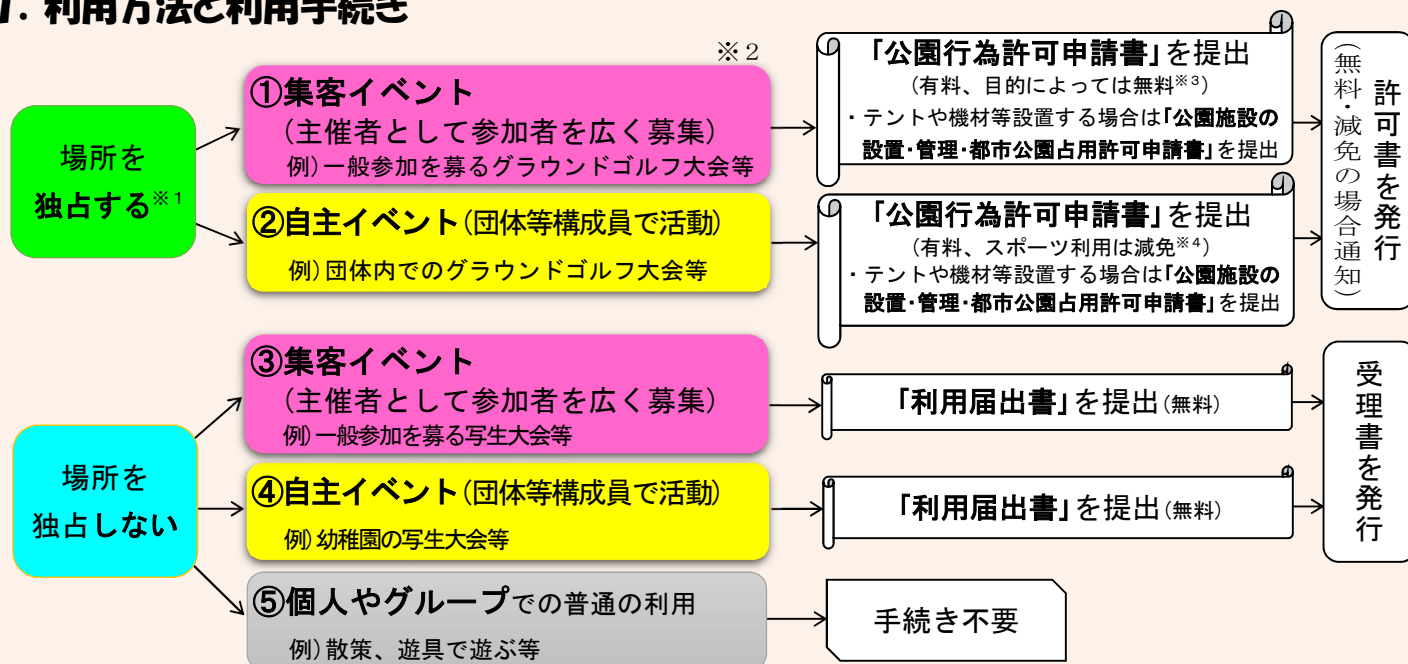 1. 利用方法と利用手続き
※2
場所を
独占する※1
①集客イベント
（主催者として参加者を広く募集）
例）一般参加を募るグラウンドゴルフ大会等
「公園行為許可申請書」を提出
（有料、目的によっては無料※3）
・テントや機材等設置する場合は「公園施設の
設置・管理・都市公園占用許可申請書」を提出
②自主イベント（団体等構成員で活動）
例）団体内でのグラウンドゴルフ大会等
「公園行為許可申請書」を提出
（有料、スポーツ利用は減免※4）
・テントや機材等設置する場合は「公園施設の
設置・管理・都市公園占用許可申請書」を提出
許可書を発行
（無料・減免の場合通知）
場所を
独占しない
③集客イベント
（主催者として参加者を広く募集）
例）一般参加を募る写生大会等
「利用届出書」を提出（無料）
④自主イベント（団体等構成員で活動）
例）幼稚園の写生大会等
「利用届出書」を提出（無料）
受理書を発行
⑤個人やグループでの普通の利用
例）散策、遊具で遊ぶ等
手続き不要